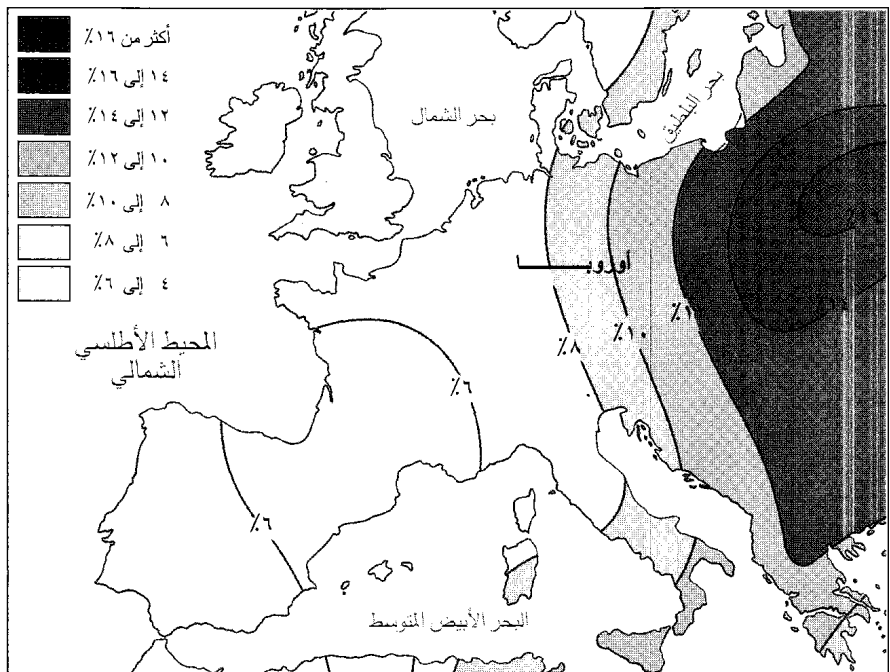 أكثر من ١٦٪
١٤ إلى ١٦٪
١٢ إلى ١٤٪
١٠ إلى ١٢٪
٨ إلى ١٠٪
٦ إلى ٨٪
٤ إلى ٦٪
بحر الشمال
بحر البلطيق
أوروبا
المحيط الأطلسي
الشمالي
٪٨
٪١٠
٪٦
٪٦
البحر الأبيض المتوسط